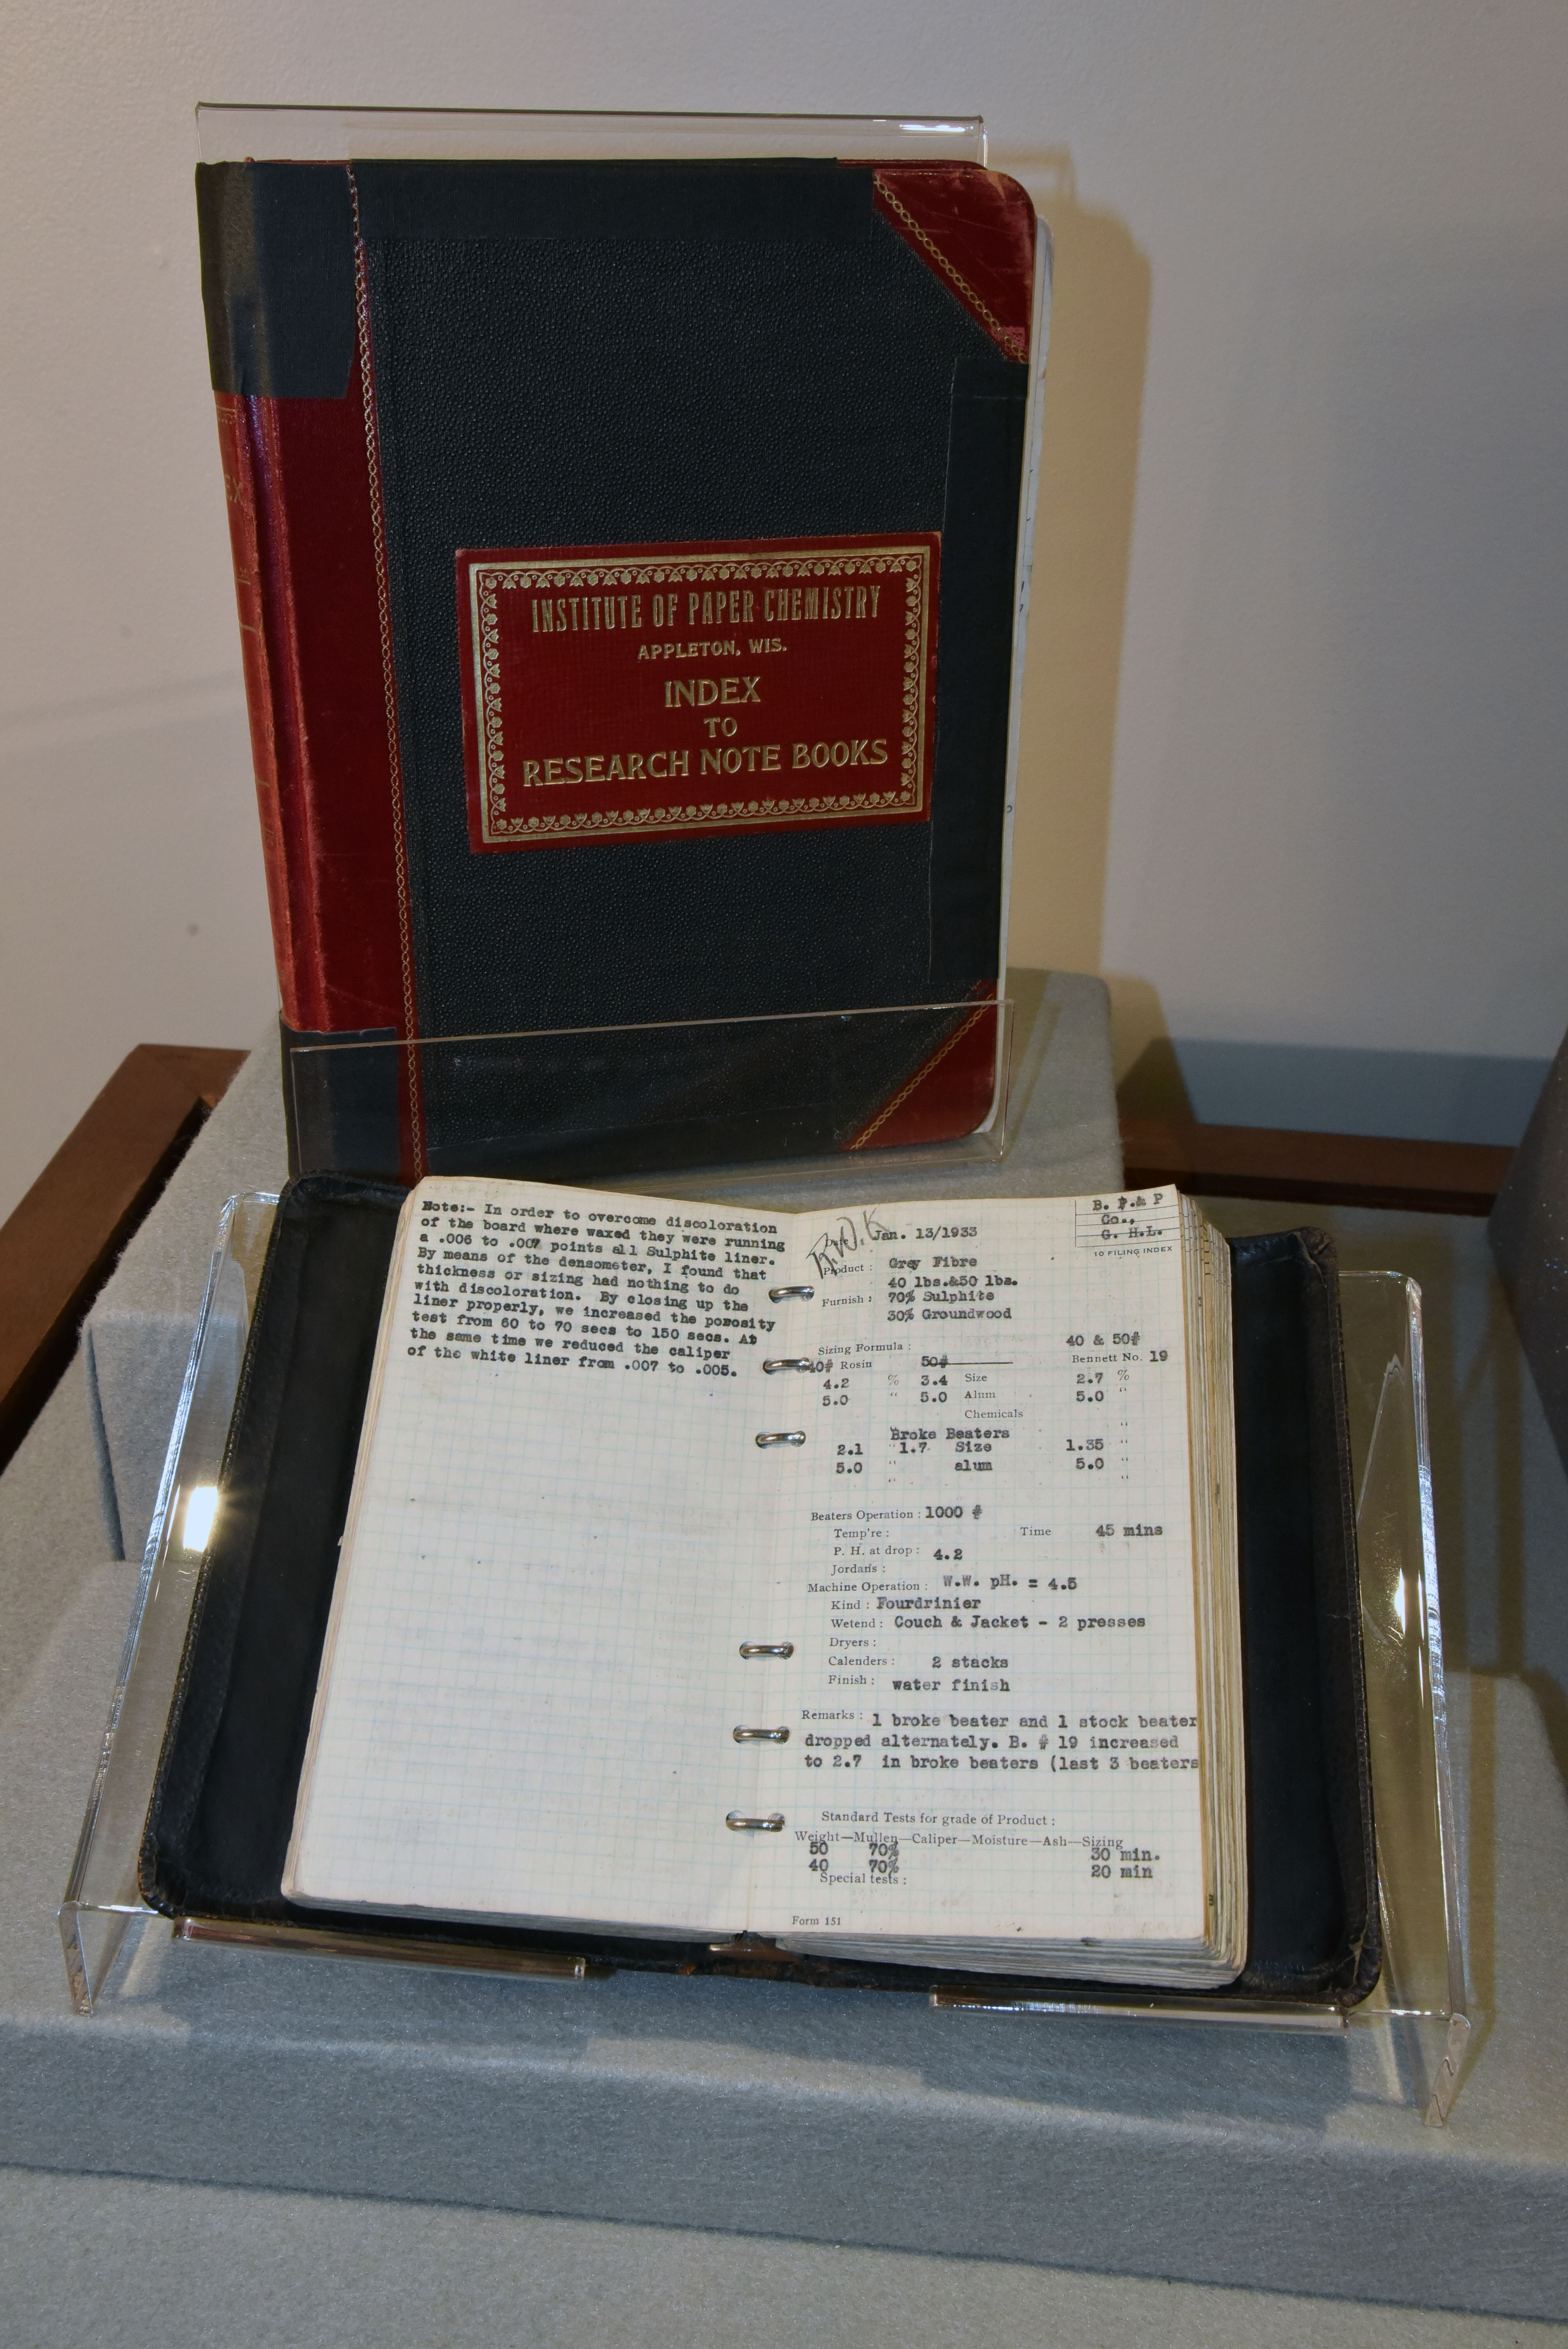 INSTITUTE OF PAPER CHEMISTRY
APPLETON, WIS.
INDEX
TO
RESEARCH NOTE BOOKS
Note:- In order to overcome discoloration
of the board where waxed they were running
a .006 to .007 points all Sulphite liner.
By means of the densometer, I found that
thickness or sizing had nothing to do
with discoloration. By closing up the
liner properly, we increased the porosity
test from 60 to 70 secs to 150 secs. At
the same time we reduced the caliper
of the white liner from .007 to .005.
B. P.& P
Co.,
G. H.L.
10 FILING INDEX
Jan. 13/1933
Product : Grey Fibre
40 lbs.&50 lbs.
Furnish : 70% Sulphite
30% Groundwood
Sizing Formula : 40 & 50#
40# Rosin 50# Bennett No. 19
4.2 % 3.4 Size 2.7 %
5.0 " 5.0 Alum 5.0 "
Chemicals "
Broke Beaters
2.1 " 1.7 Size 1.35 "
5.0 " alum 5.0 "
" "
Beaters Operation : 1000 #
Temp're : Time 45 mins
P. H. at drop : 4.2
Jordans :
Machine Operation : W.W. pH. = 4.5
Kind : Fourdrinier
Wetend : Couch & Jacket - 2 presses
Dryers :
Calenders : 2 stacks
Finish : water finish
Remarks : 1 broke beater and 1 stock beater
dropped alternately. B. # 19 increased
to 2.7 in broke beaters (last 3 beaters
Standard Tests for grade of Product :
Weight—Mullen—Caliper—Moisture—Ash—Sizing
50 70% 30 min.
40 70% 20 min
Special tests :
Form 151